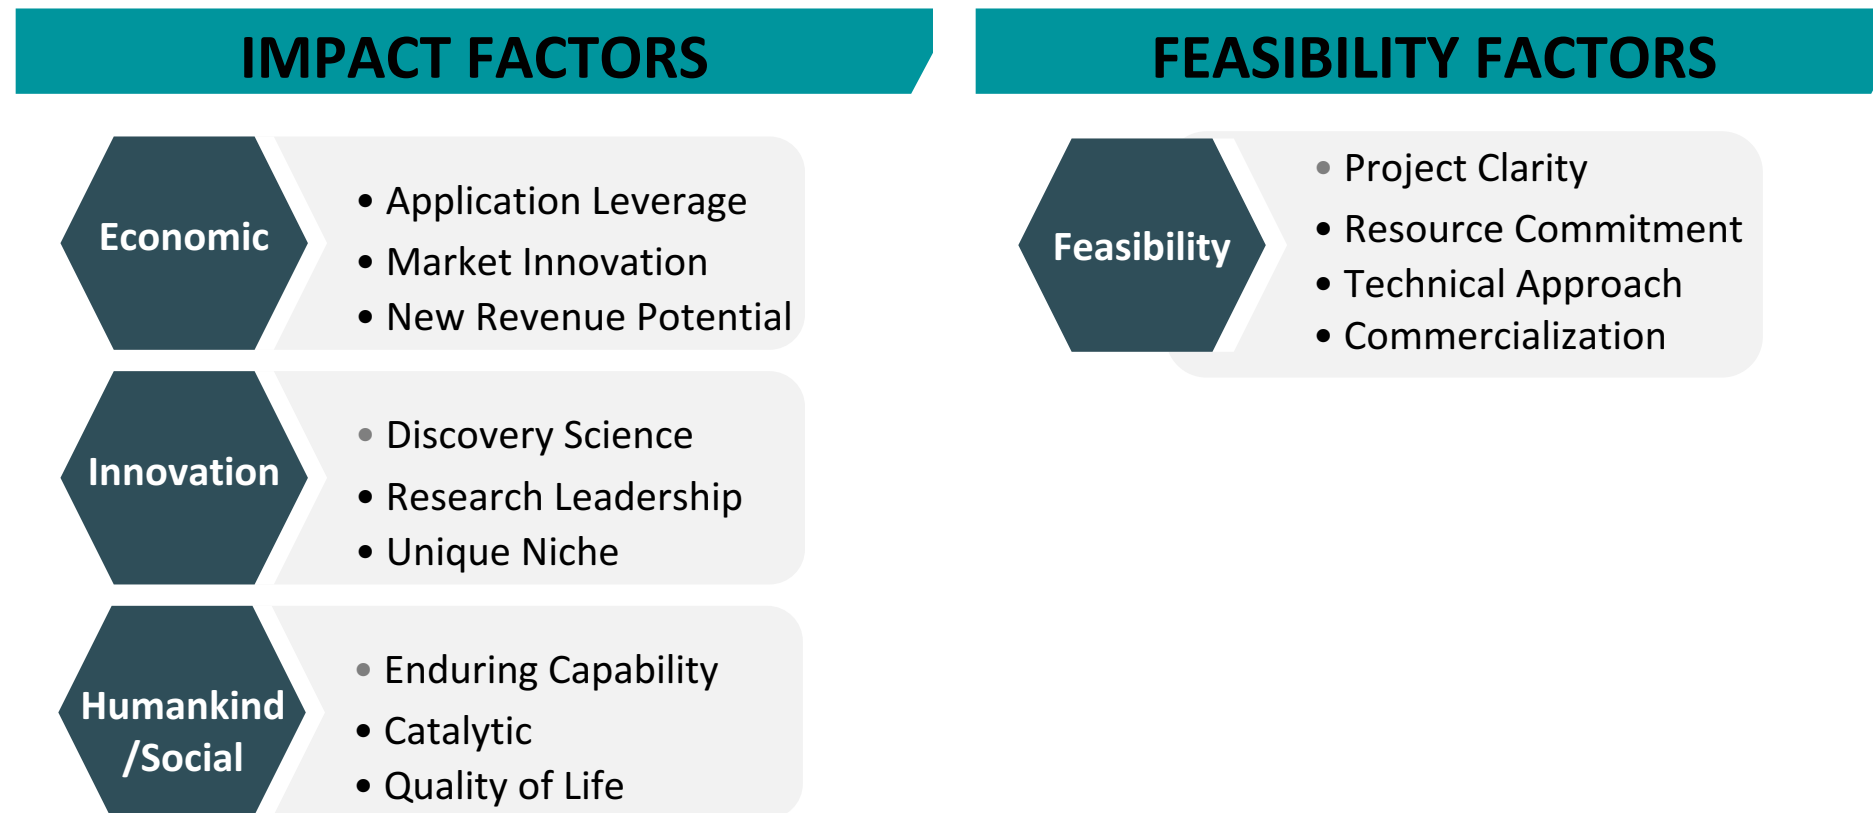 IMPACT FACTORS
Economic
• Application Leverage
• Market Innovation
• New Revenue Potential
Innovation
• Discovery Science
• Research Leadership
• Unique Niche
Humankind
/Social
• Enduring Capability
• Catalytic
• Quality of Life
FEASIBILITY FACTORS
Feasibility
• Project Clarity
• Resource Commitment
• Technical Approach
• Commercialization